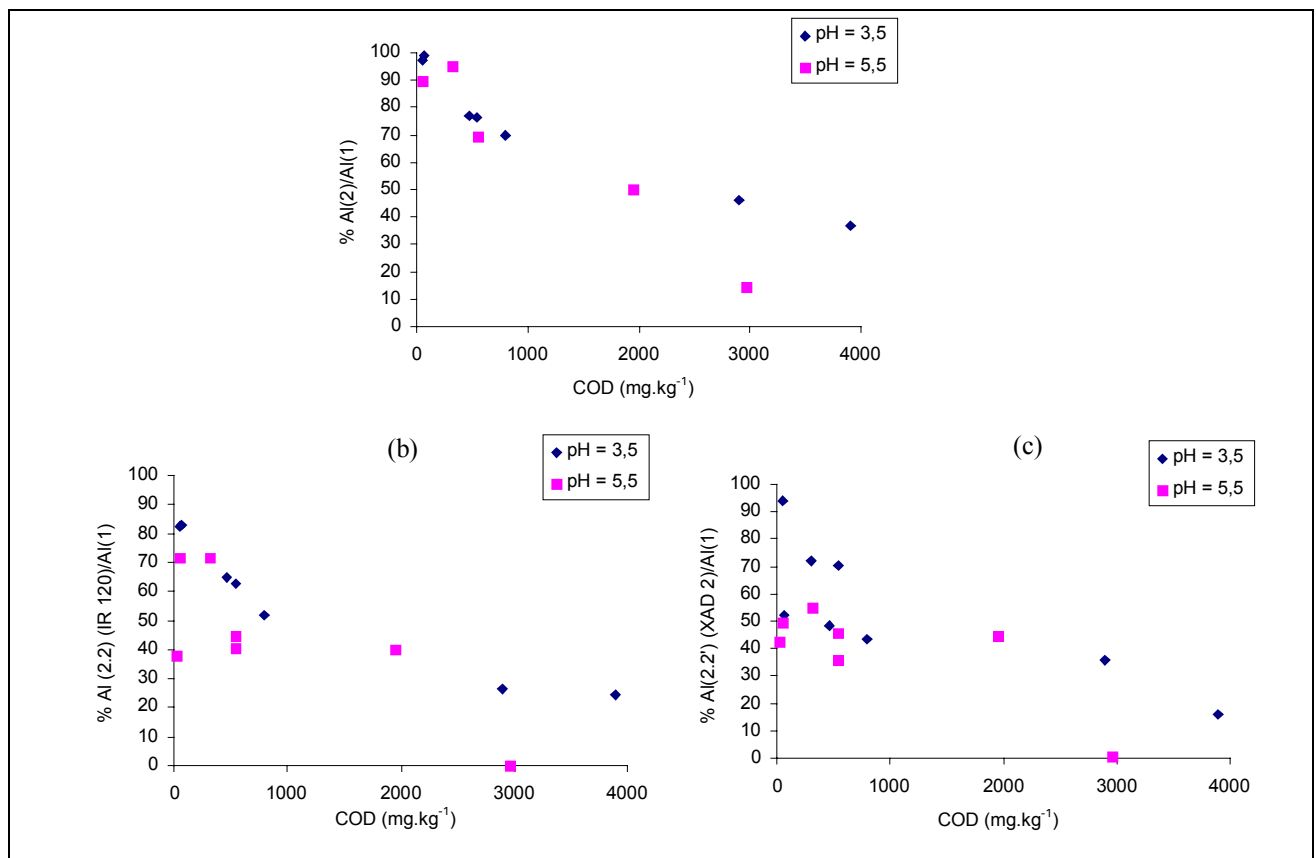 pH = 3,5
pH = 5,5
100
90
80
70
60
50
40
30
20
10
0
% Al(2)/Al(1)
0 1000 2000 3000 4000
COD (mg.kg⁻¹)
(b)
pH = 3,5
pH = 5,5
100
90
80
70
60
50
40
30
20
10
0
% Al (2.2) (IR 120)/Al(1)
0 1000 2000 3000 4000
COD (mg.kg⁻¹)
(c)
pH = 3,5
pH = 5,5
100
90
80
70
60
50
40
30
20
10
0
% Al(2.2') (XAD 2)/Al(1)
0 1000 2000 3000 4000
COD (mg.kg⁻¹)